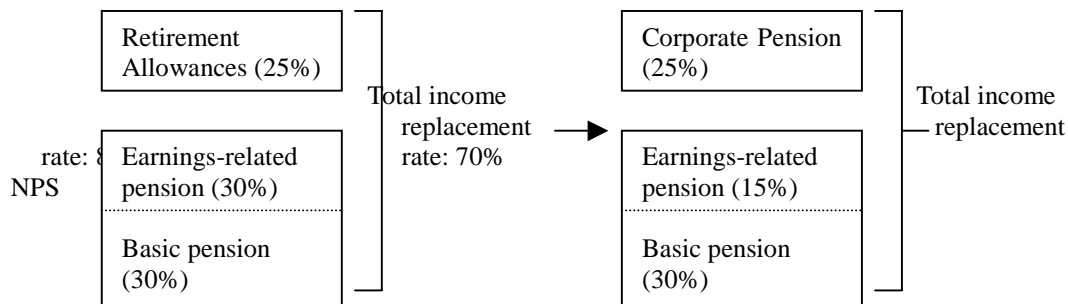 Retirement
Allowances (25%)
Total income
replacement
rate: 70%
rate:
NPS
Earnings-related
pension (30%)
Basic pension
(30%)
Corporate Pension
(25%)
Total income
replacement
Earnings-related
pension (15%)
Basic pension
(30%)